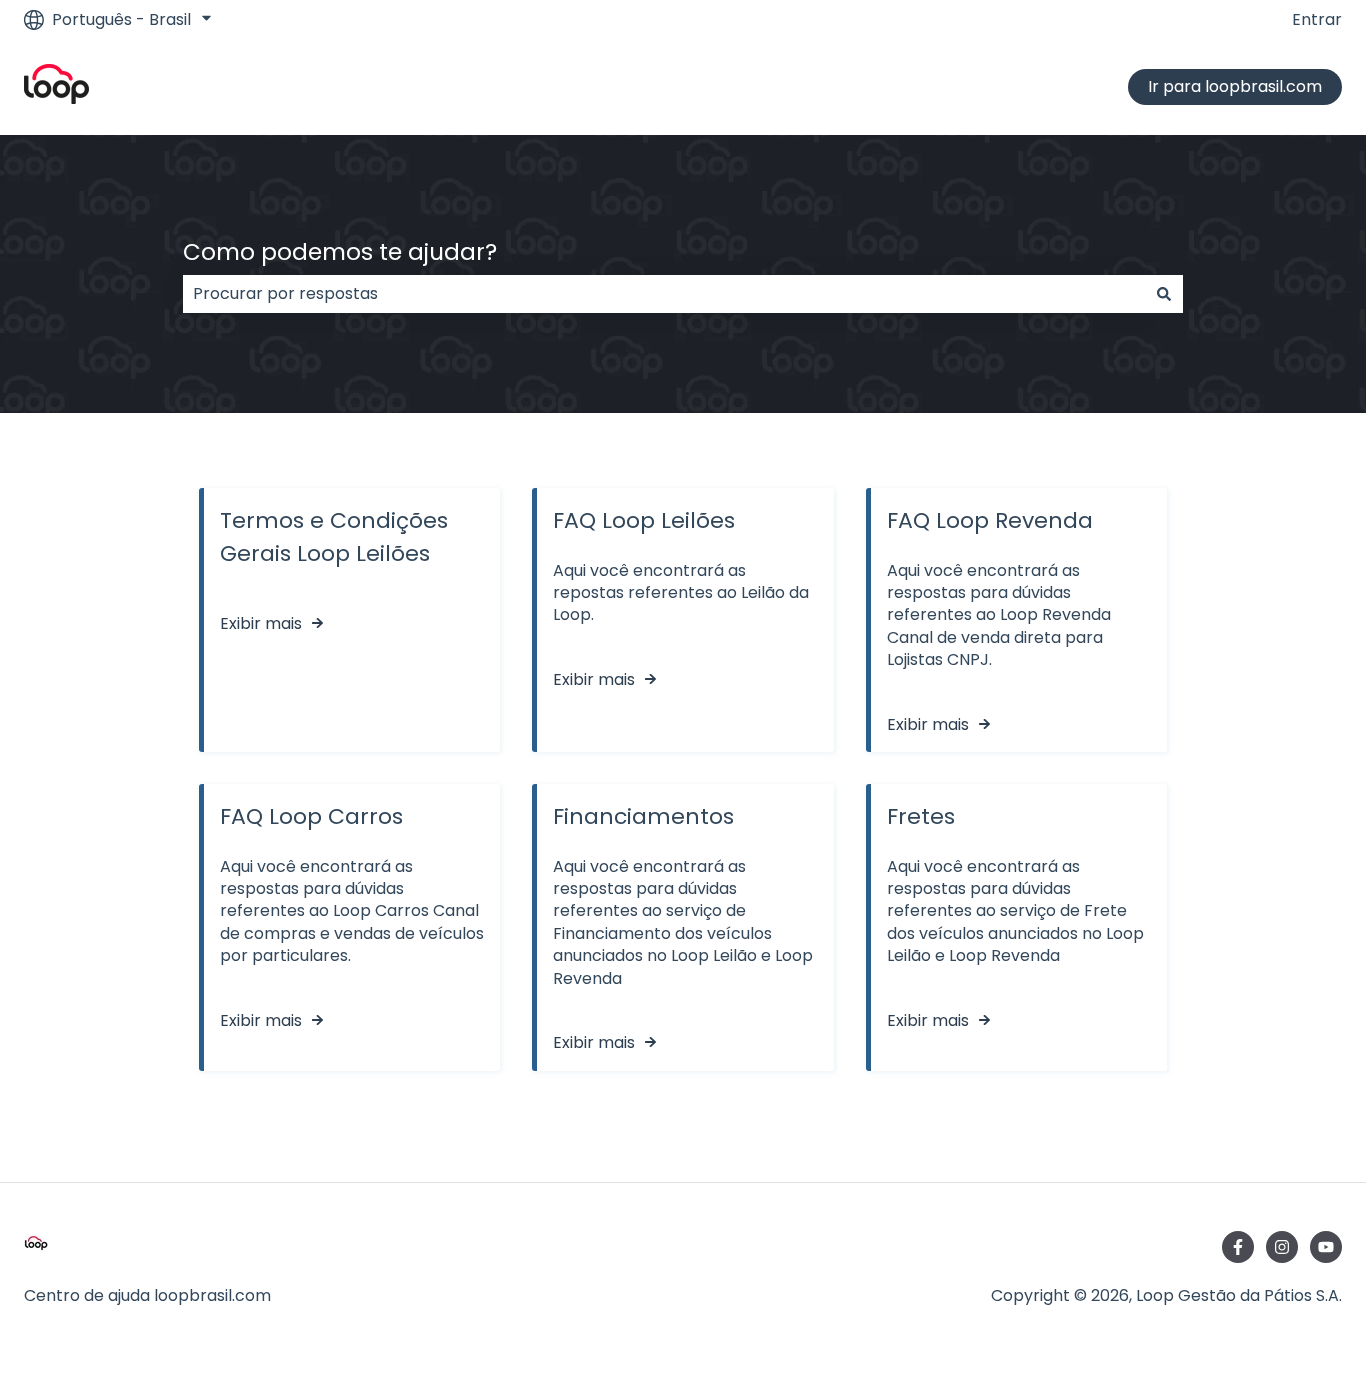 Português - Brasil
Entrar
loop
Ir para loopbrasil.com
Como podemos te ajudar?
Procurar por respostas
Termos e Condições
Gerais Loop Leilões
Exibir mais
FAQ Loop Leilões
Aqui você encontrará as
repostas referentes ao Leilão da
Loop.
Exibir mais
FAQ Loop Revenda
Aqui você encontrará as
respostas para dúvidas
referentes ao Loop Revenda
Canal de venda direta para
Lojistas CNPJ.
Exibir mais
FAQ Loop Carros
Aqui você encontrará as
respostas para dúvidas
referentes ao Loop Carros Canal
de compras e vendas de veículos
por particulares.
Exibir mais
Financiamentos
Aqui você encontrará as
respostas para dúvidas
referentes ao serviço de
Financiamento dos veículos
anunciados no Loop Leilão e Loop
Revenda
Exibir mais
Fretes
Aqui você encontrará as
respostas para dúvidas
referentes ao serviço de Frete
dos veículos anunciados no Loop
Leilão e Loop Revenda
Exibir mais
loop
Centro de ajuda loopbrasil.com
Copyright © 2026, Loop Gestão da Pátios S.A.